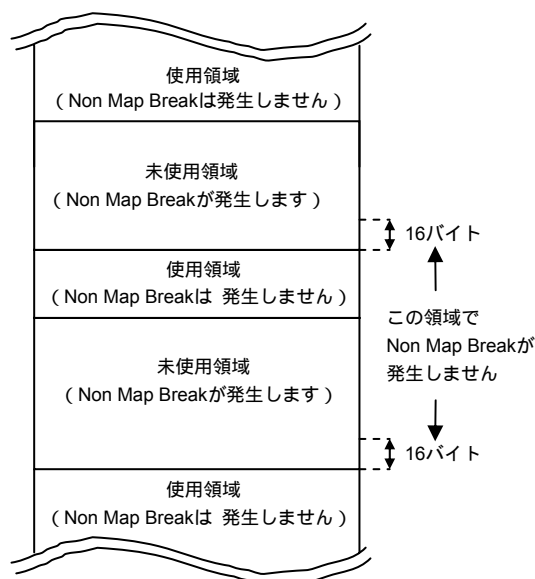 使用領域
( Non Map Breakは発生しません )
未使用領域
( Non Map Breakが発生します )
16バイト
使用領域
( Non Map Breakは 発生しません )
この領域で
Non Map Breakが
発生しません
未使用領域
( Non Map Breakが発生します )
16バイト
使用領域
( Non Map Breakは 発生しません )